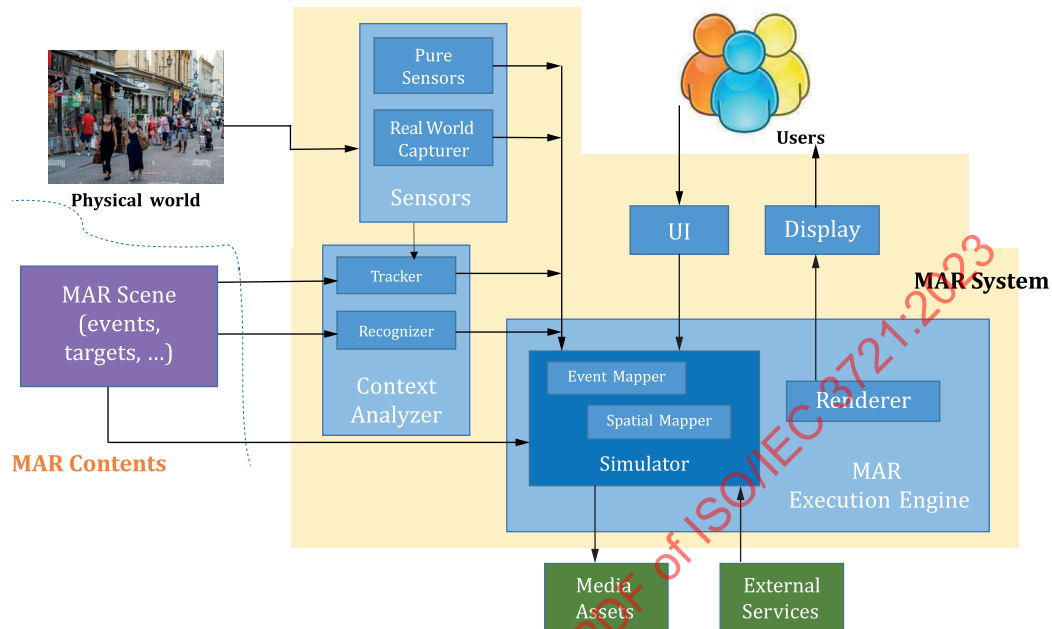 Pure
Sensors
Real World
Capturer
Sensors
Physical world
alamy
alamy
Users
UI
Display
MAR System
MAR Scene
(events,
targets, …)
Tracker
Recognizer
Context
Analyzer
MAR Contents
Event Mapper
Spatial Mapper
Simulator
Renderer
MAR
Execution Engine
Media
Assets
External
Services
PDF of ISO/IEC 3721:2023